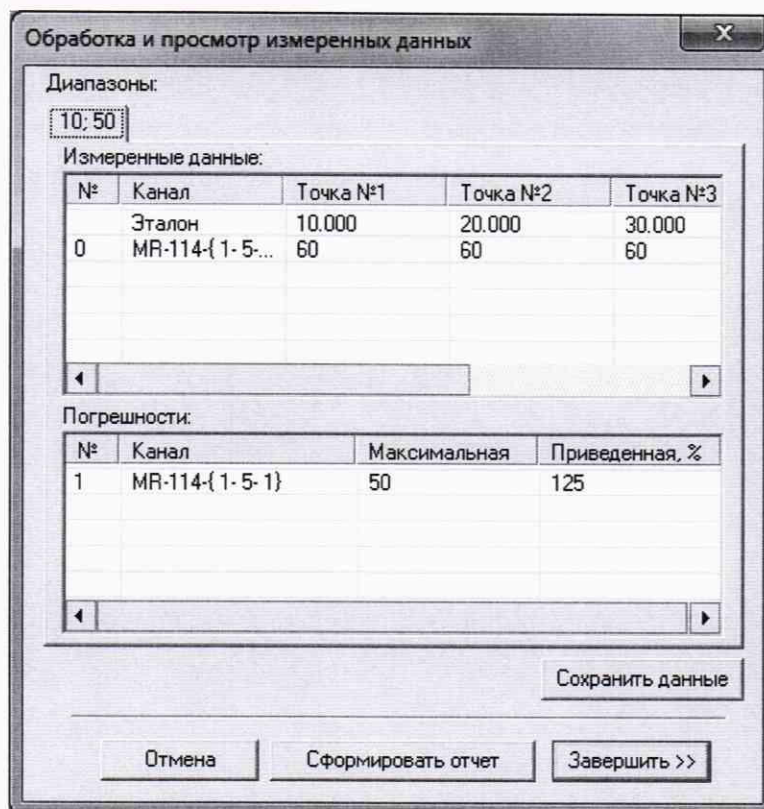 Обработка и просмотр измеренных данных
x
Диапазоны:
10; 50
Измеренные данные:
№ Канал Точка №1 Точка №2 Точка №3
Эталон 10.000 20.000 30.000
0 MR-114-{ 1- 5-... 60 60 60
Погрешности:
№ Канал Максимальная Приведенная, %
1 MR-114-{ 1- 5- 1} 50 125
Сохранить данные
Отмена Сформировать отчет Завершить >>